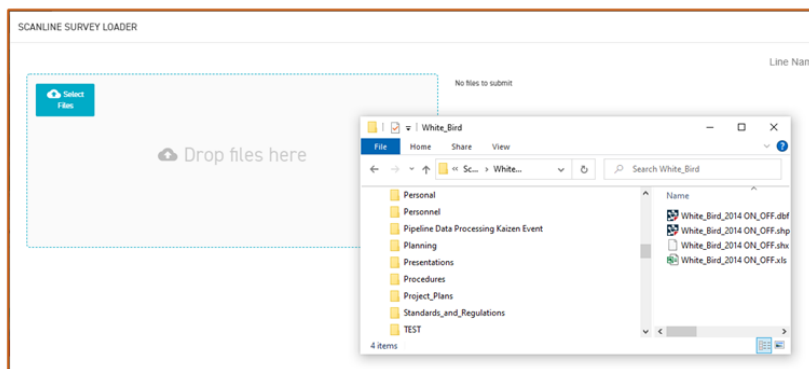 SCANLINE SURVEY LOADER
Line Nam
Select
Files
Drop files here
No files to submit
White_Bird
File Home Share View
« Sc... › White...
Search White_Bird
Personal
Personnel
Pipeline Data Processing Kaizen Event
Planning
Presentations
Procedures
Project_Plans
Standards_and_Regulations
TEST
Name
White_Bird_2014 ON_OFF.dbf
White_Bird_2014 ON_OFF.shp
White_Bird_2014 ON_OFF.shx
White_Bird_2014 ON_OFF.xls
4 items